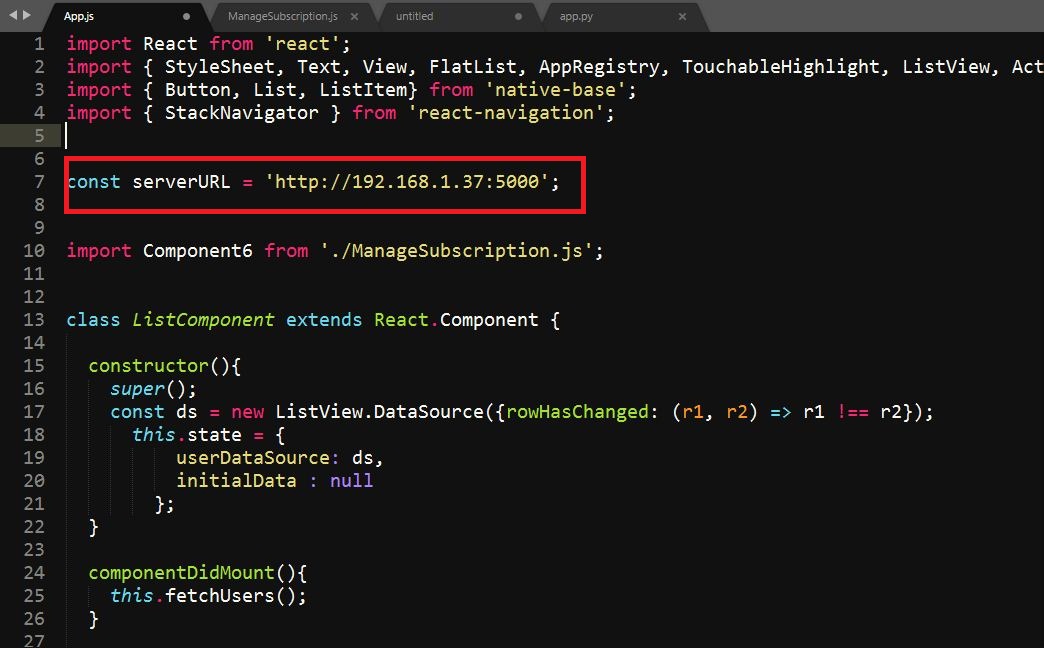 App.js ManageSubscription.js untitled app.py
1 import React from 'react';
2 import { StyleSheet, Text, View, FlatList, AppRegistry, TouchableHighlight, ListView, Act
3 import { Button, List, ListItem} from 'native-base';
4 import { StackNavigator } from 'react-navigation';
5
6
7 const serverURL = 'http://192.168.1.37:5000';
8
9
10 import Component6 from './ManageSubscription.js';
11
12
13 class ListComponent extends React.Component {
14
15 constructor(){
16 super();
17 const ds = new ListView.DataSource({rowHasChanged: (r1, r2) => r1 !== r2});
18 this.state = {
19 userDataSource: ds,
20 initialData : null
21 };
22 }
23
24 componentDidMount(){
25 this.fetchUsers();
26 }
27